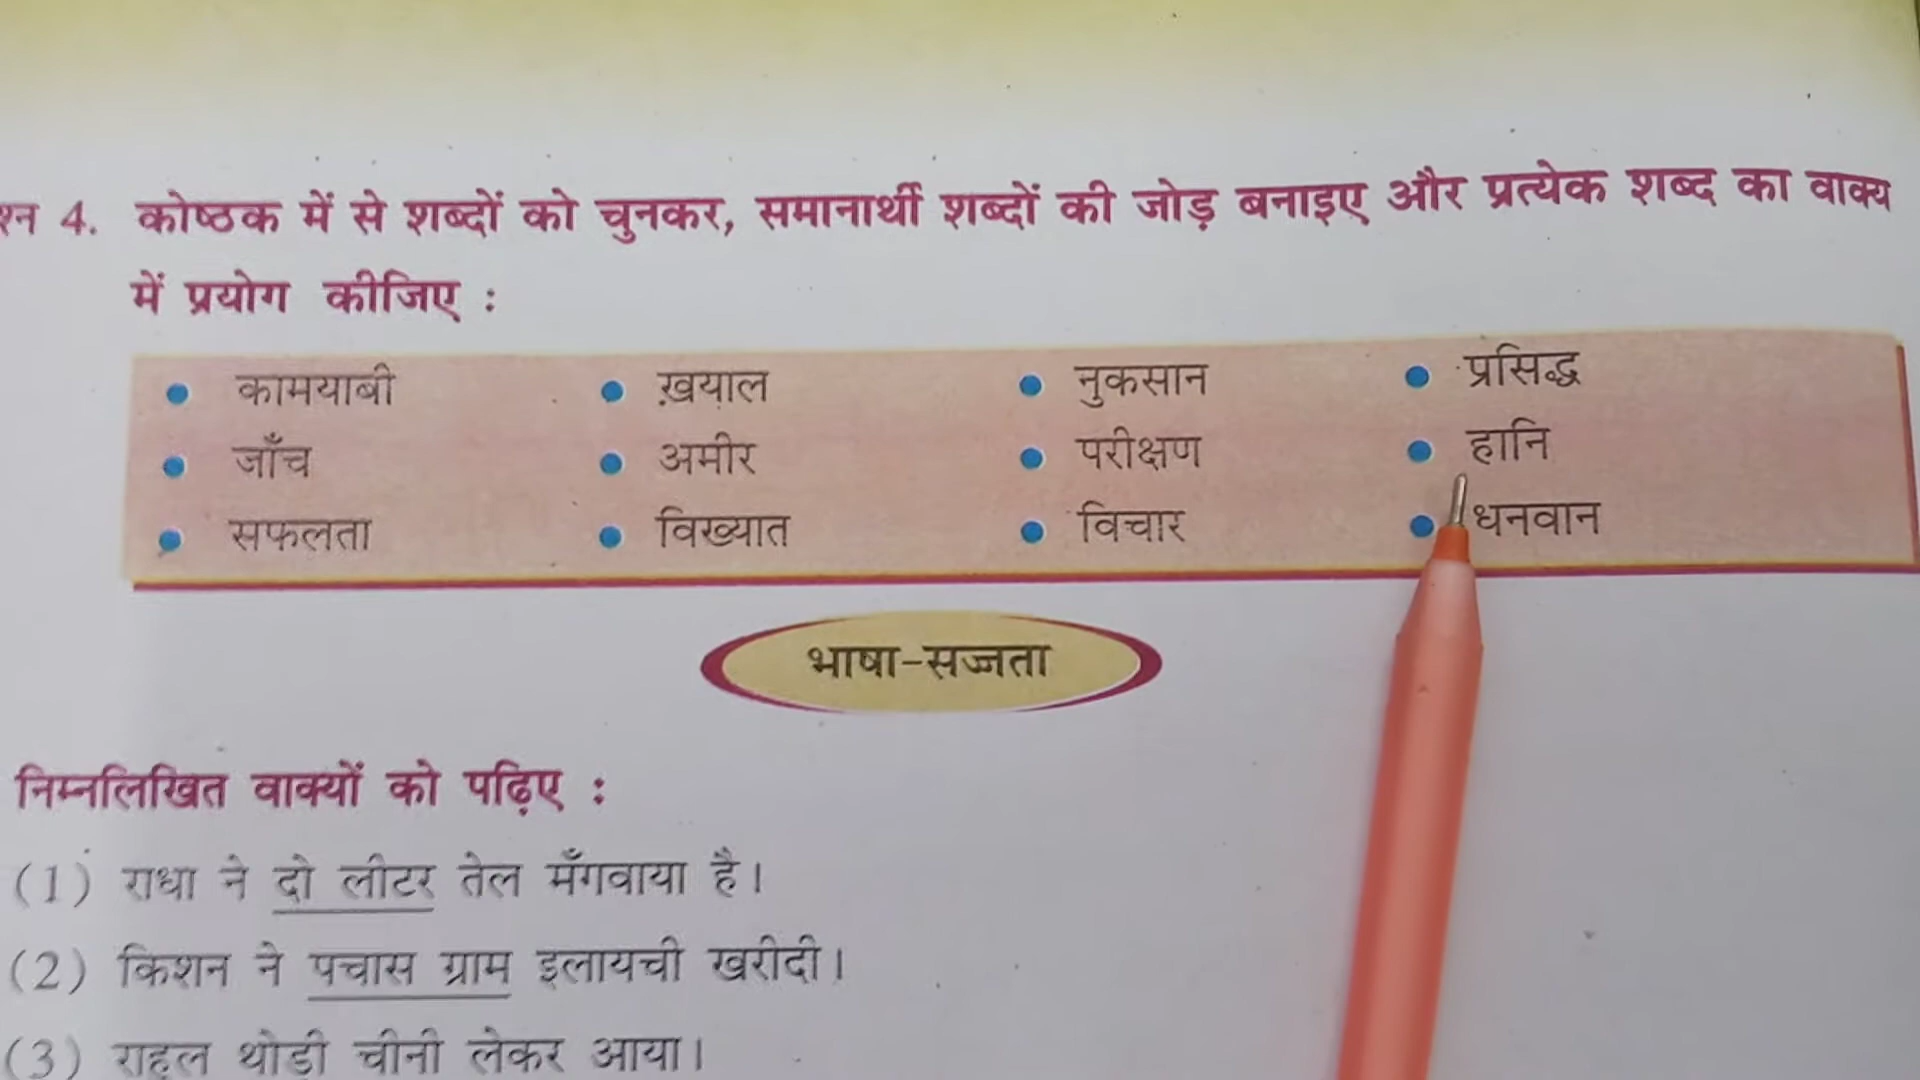 श्न 4. कोष्ठक में से शब्दों को चुनकर, समानार्थी शब्दों की जोड़ बनाइए और प्रत्येक शब्द का वाक्य
में प्रयोग कीजिए :
• कामयाबी • ख़याल • नुकसान • प्रसिद्ध
• जाँच • अमीर • परीक्षण • हानि
• सफलता • विख्यात • विचार • धनवान
भाषा-सज्जता
निम्नलिखित वाक्यों को पढ़िए :
(1) राधा ने दो लीटर तेल मँगवाया है।
(2) किशन ने पचास ग्राम इलायची खरीदी।
(3) राहुल थोड़ी चीनी लेकर आया।